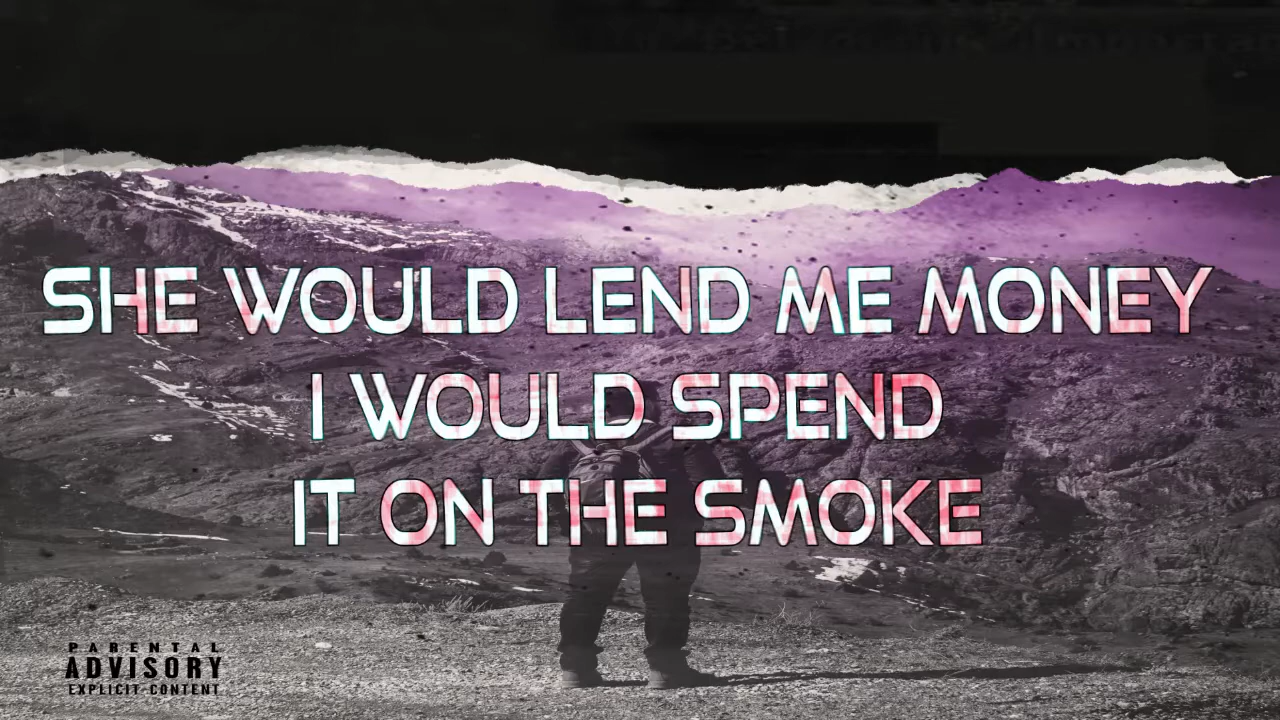 SHE WOULD LEND ME MONEY
I WOULD SPEND
IT ON THE SMOKE
PARENTAL
ADVISORY
EXPLICIT CONTENT